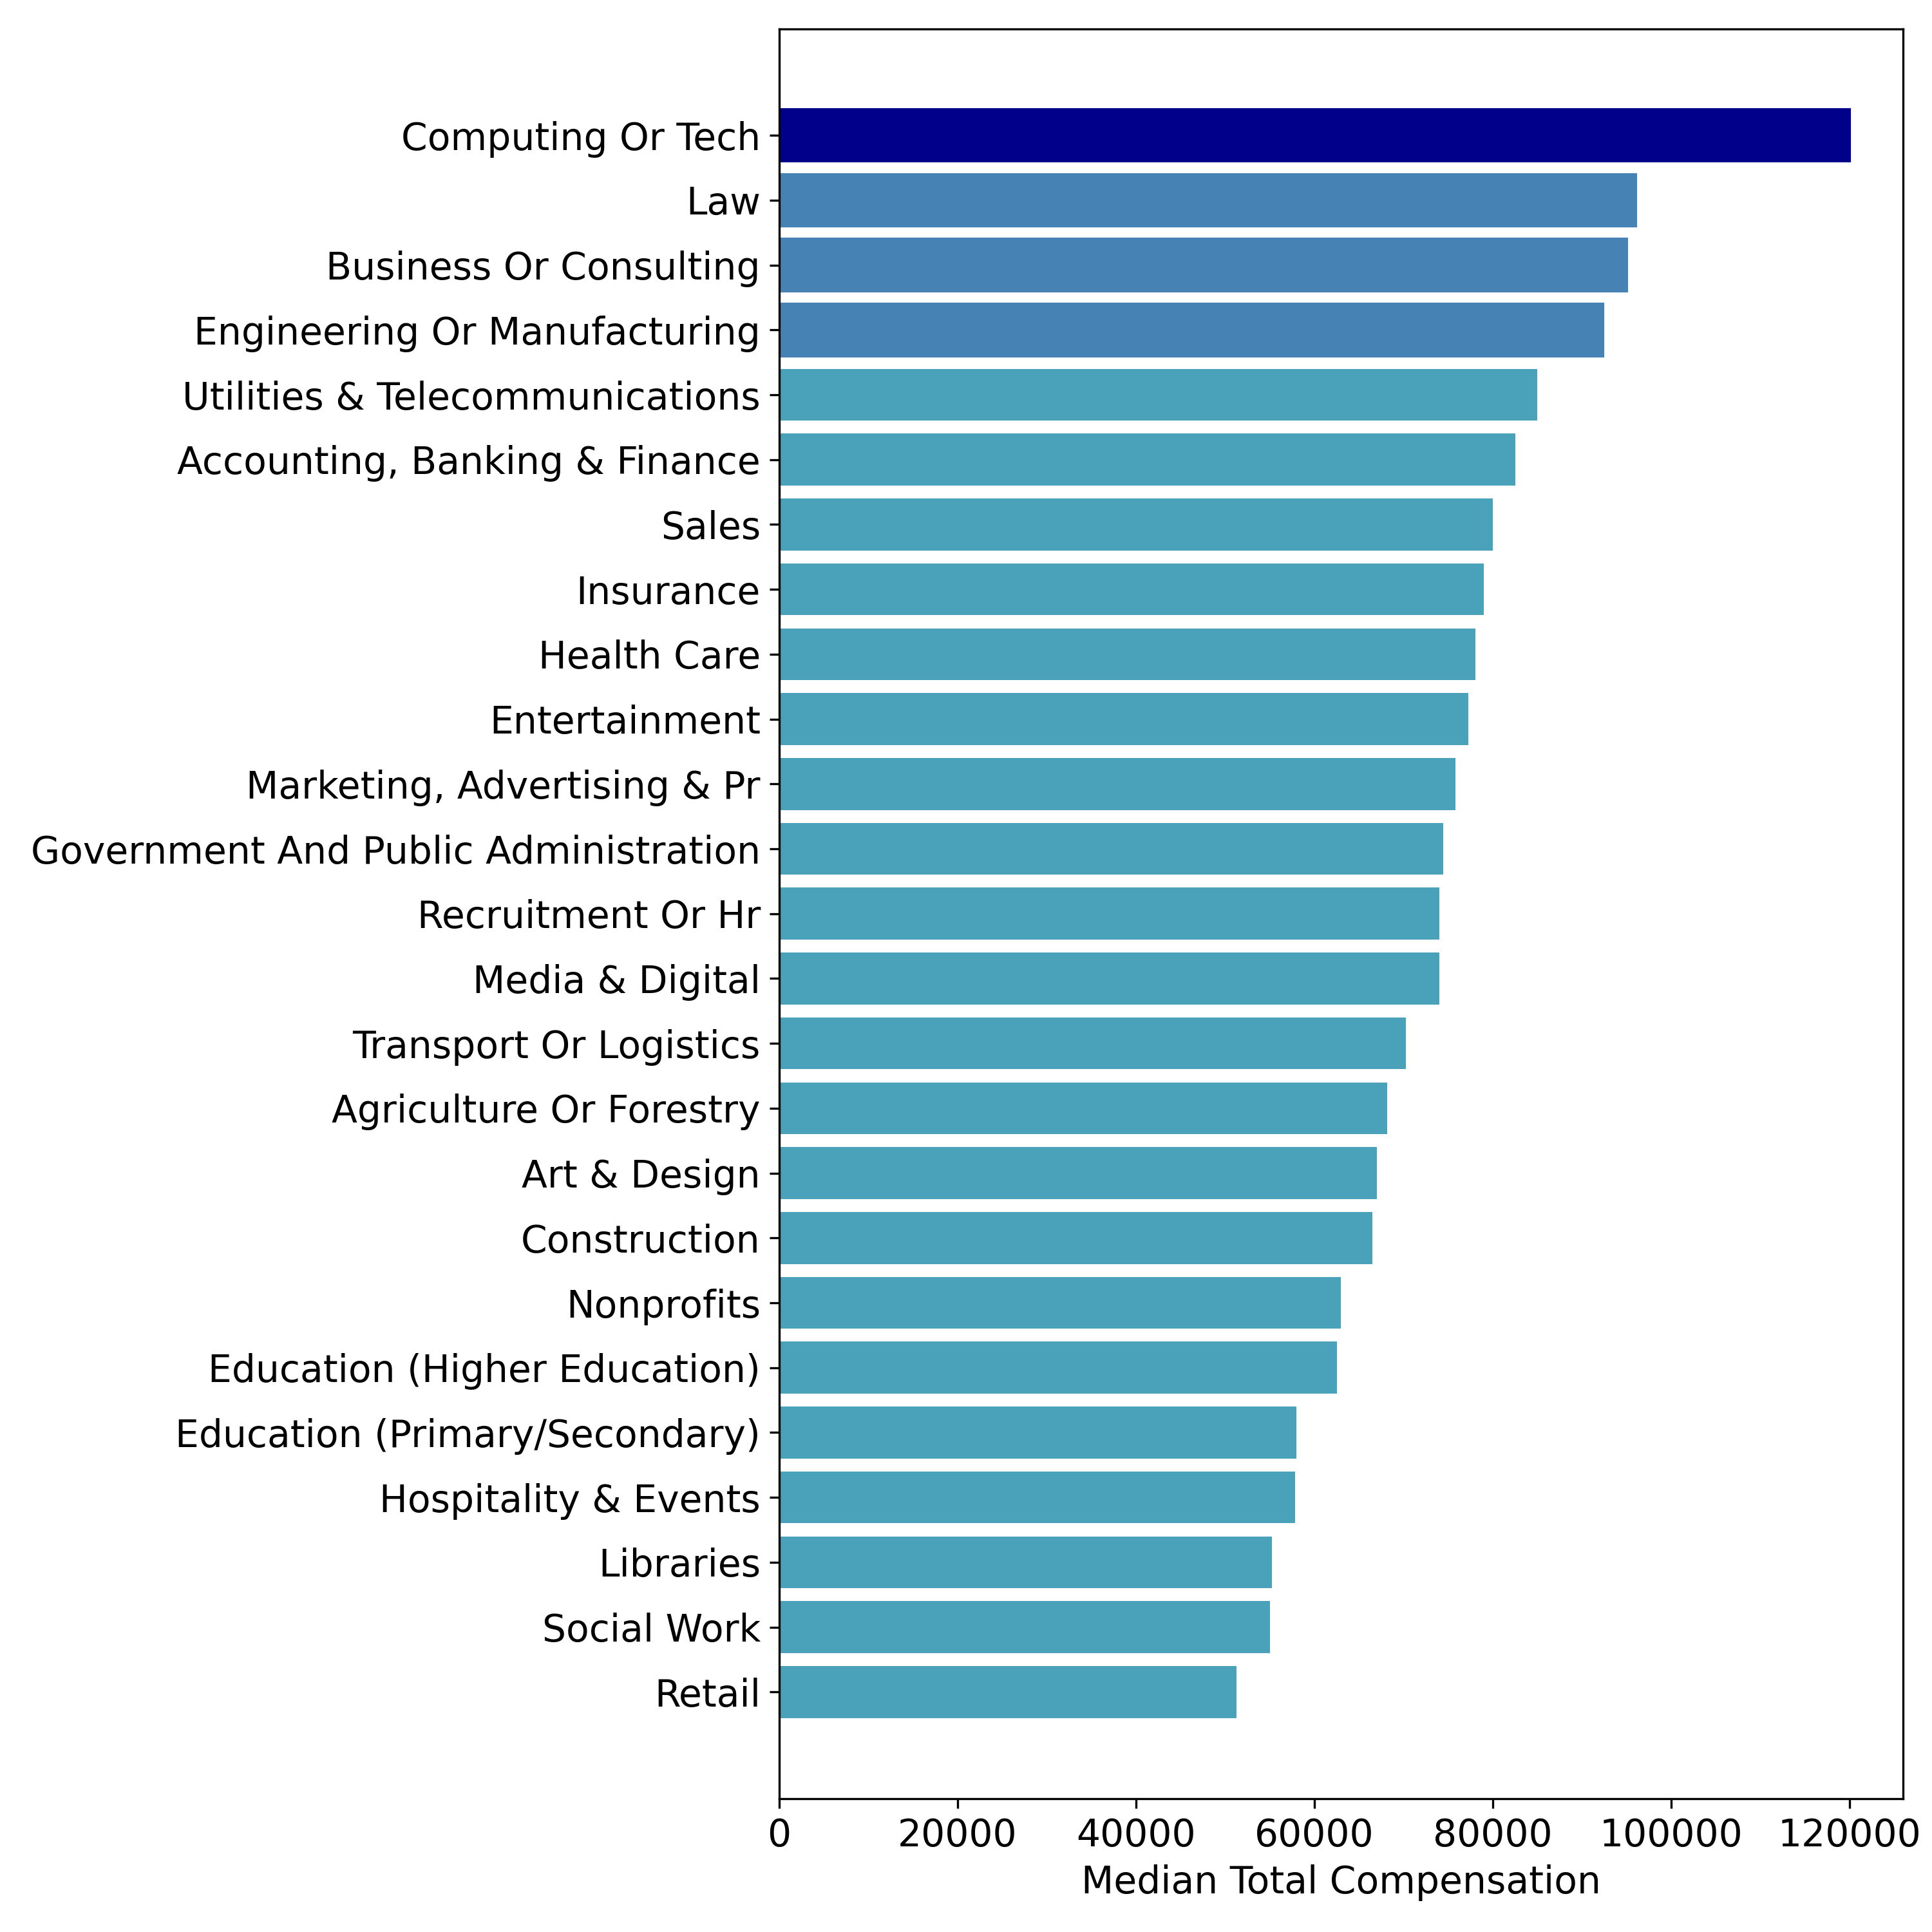 Computing Or Tech
Law
Business Or Consulting
Engineering Or Manufacturing
Utilities & Telecommunications
Accounting, Banking & Finance
Sales
Insurance
Health Care
Entertainment
Marketing, Advertising & Pr
Government And Public Administration
Recruitment Or Hr
Media & Digital
Transport Or Logistics
Agriculture Or Forestry
Art & Design
Construction
Nonprofits
Education (Higher Education)
Education (Primary/Secondary)
Hospitality & Events
Libraries
Social Work
Retail
0 20000 40000 60000 80000 100000 120000
Median Total Compensation